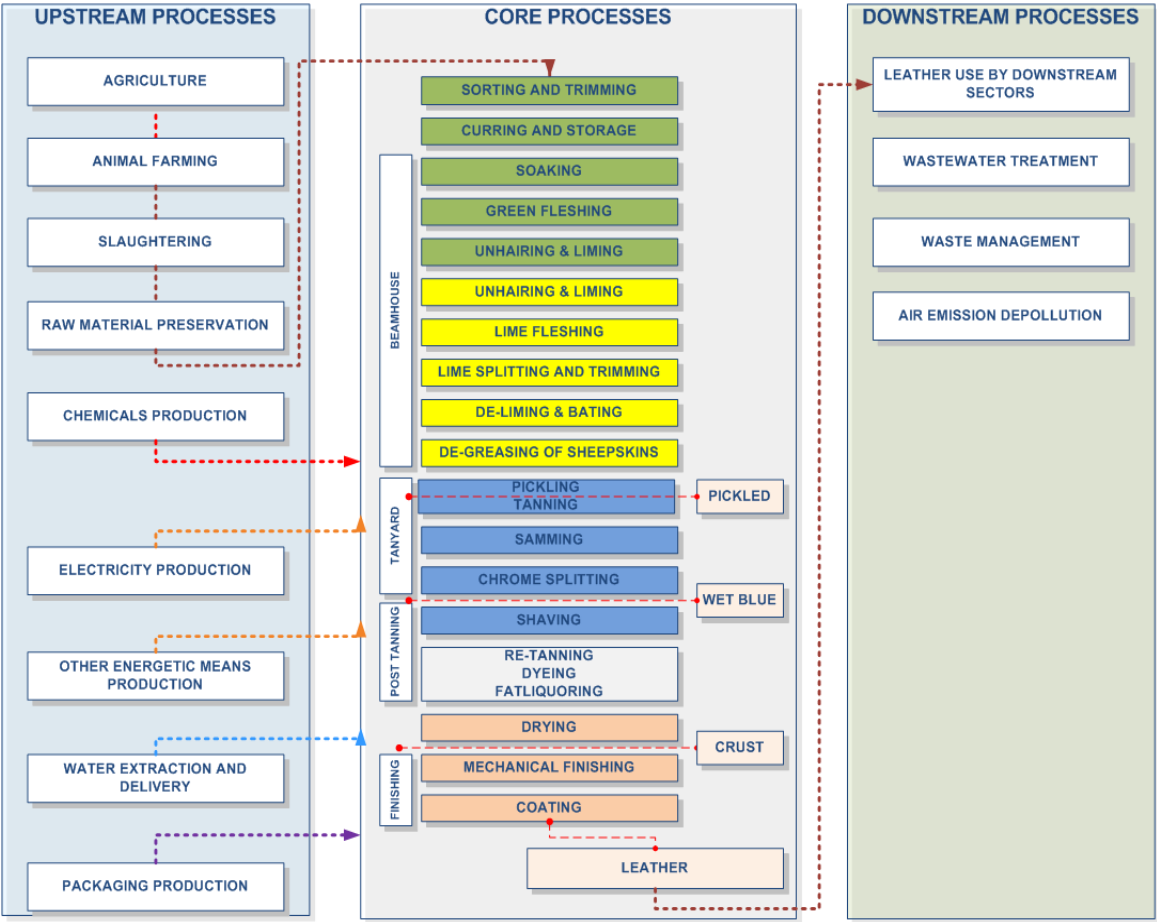 UPSTREAM PROCESSES
AGRICULTURE
ANIMAL FARMING
SLAUGHTERING
RAW MATERIAL PRESERVATION
CHEMICALS PRODUCTION
ELECTRICITY PRODUCTION
OTHER ENERGETIC MEANS
PRODUCTION
WATER EXTRACTION AND
DELIVERY
PACKAGING PRODUCTION
CORE PROCESSES
SORTING AND TRIMMING
CURRING AND STORAGE
BEAMHOUSE
SOAKING
GREEN FLESHING
UNHAIRING & LIMING
UNHAIRING & LIMING
LIME FLESHING
LIME SPLITTING AND TRIMMING
DE-LIMING & BATING
DE-GREASING OF SHEEPSKINS
TANYARD
PICKLING
TANNING
PICKLED
SAMMING
CHROME SPLITTING
WET BLUE
POST TANNING
SHAVING
RE-TANNING
DYEING
FATLIQUORING
DRYING
CRUST
FINISHING
MECHANICAL FINISHING
COATING
LEATHER
DOWNSTREAM PROCESSES
LEATHER USE BY DOWNSTREAM
SECTORS
WASTEWATER TREATMENT
WASTE MANAGEMENT
AIR EMISSION DEPOLLUTION